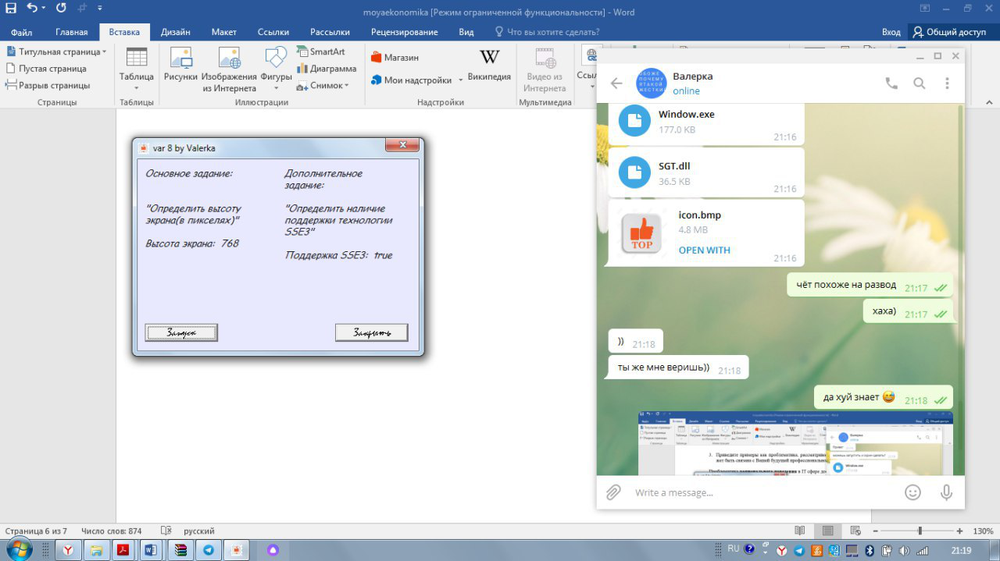 moyaekonomika [Режим ограниченной функциональности] - Word
Файл Главная Вставка Дизайн Макет Ссылки Рассылки Рецензирование Вид Что вы хотите сделать? Вход Общий доступ
Титульная страница
Пустая страница
Разрыв страницы
Страницы
Таблица
Таблицы
Рисунки
Изображения
из Интернета
Фигуры
SmartArt
Диаграмма
Снимок
Иллюстрации
Магазин
Мои надстройки
Википедия
Надстройки
Видео из
Интернета
Мультимедиа
var 8 by Valerka
Основное задание:
"Определить высоту
экрана(в пикселях)"
Высота экрана: 768
Дополнительное
задание:
"Определить наличие
поддержки технологии
SSE3"
Поддержка SSE3: true
Запуск
Закрыть
Валерка
online
Window.exe
177.0 KB
21:16
SGT.dll
36.5 KB
21:16
TOP
icon.bmp
4.8 MB
OPEN WITH
21:16
чёт похоже на развод 21:17
хаха) 21:17
)) 21:18
ты же мне веришь)) 21:18
да хуй знает 😅 21:18
Write a message...
Страница 6 из 7 Число слов: 874 русский 130%
RU 21:19